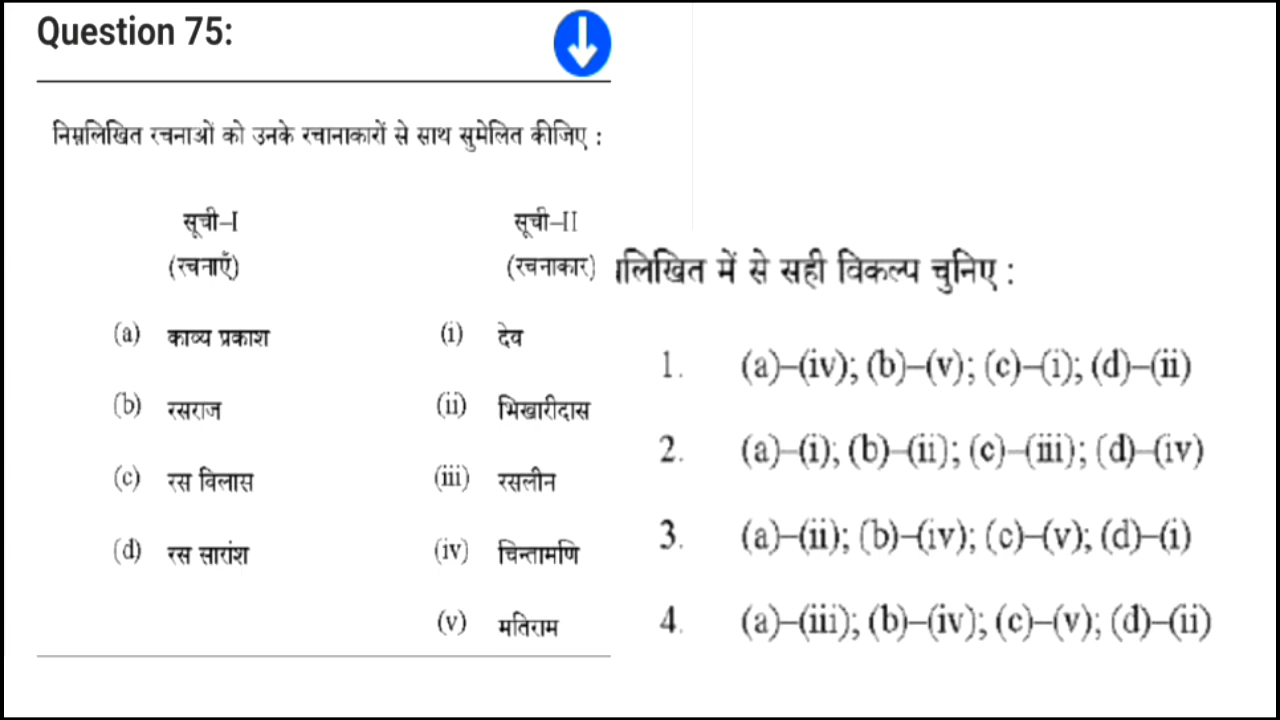 Question 75:
निम्नलिखित रचनाओं को उनके रचानाकारों से साथ सुमेलित कीजिए :
सूची–I सूची–II
(रचनाएँ) (रचनाकार)
(a) काव्य प्रकाश (i) देव
(b) रसराज (ii) भिखारीदास
(c) रस विलास (iii) रसलीन
(d) रस सारांश (iv) चिन्तामणि
(v) मतिराम
लिखित में से सही विकल्प चुनिए :
1. (a)–(iv); (b)–(v); (c)–(i); (d)–(ii)
2. (a)–(i); (b)–(ii); (c)–(iii); (d)–(iv)
3. (a)–(ii); (b)–(iv); (c)–(v); (d)–(i)
4. (a)–(iii); (b)–(iv); (c)–(v); (d)–(ii)